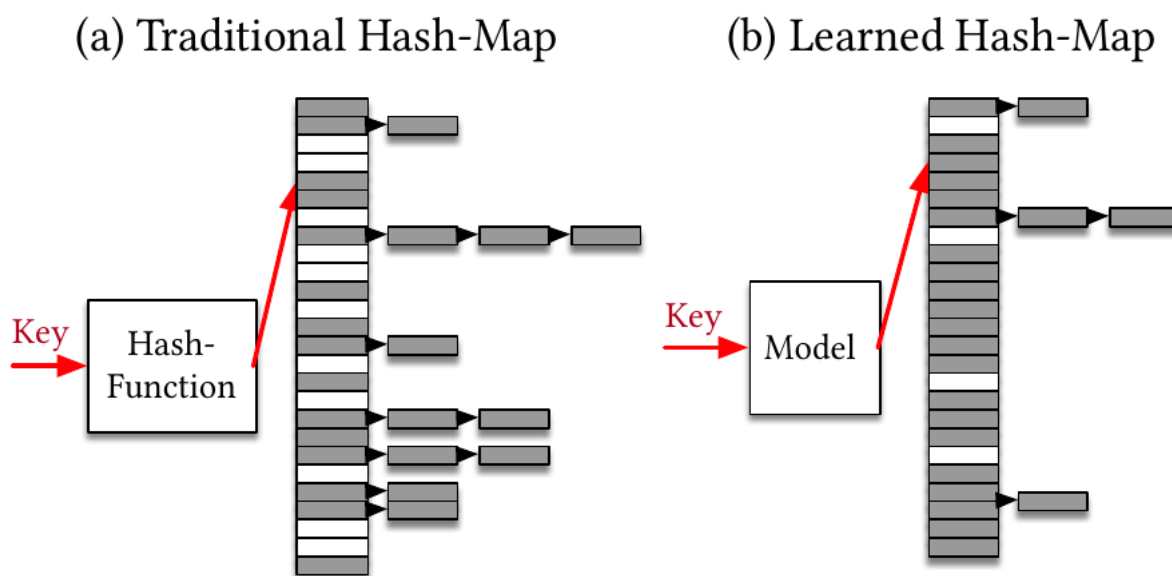 (a) Traditional Hash-Map
(b) Learned Hash-Map
Key
Hash-
Function
Key
Model